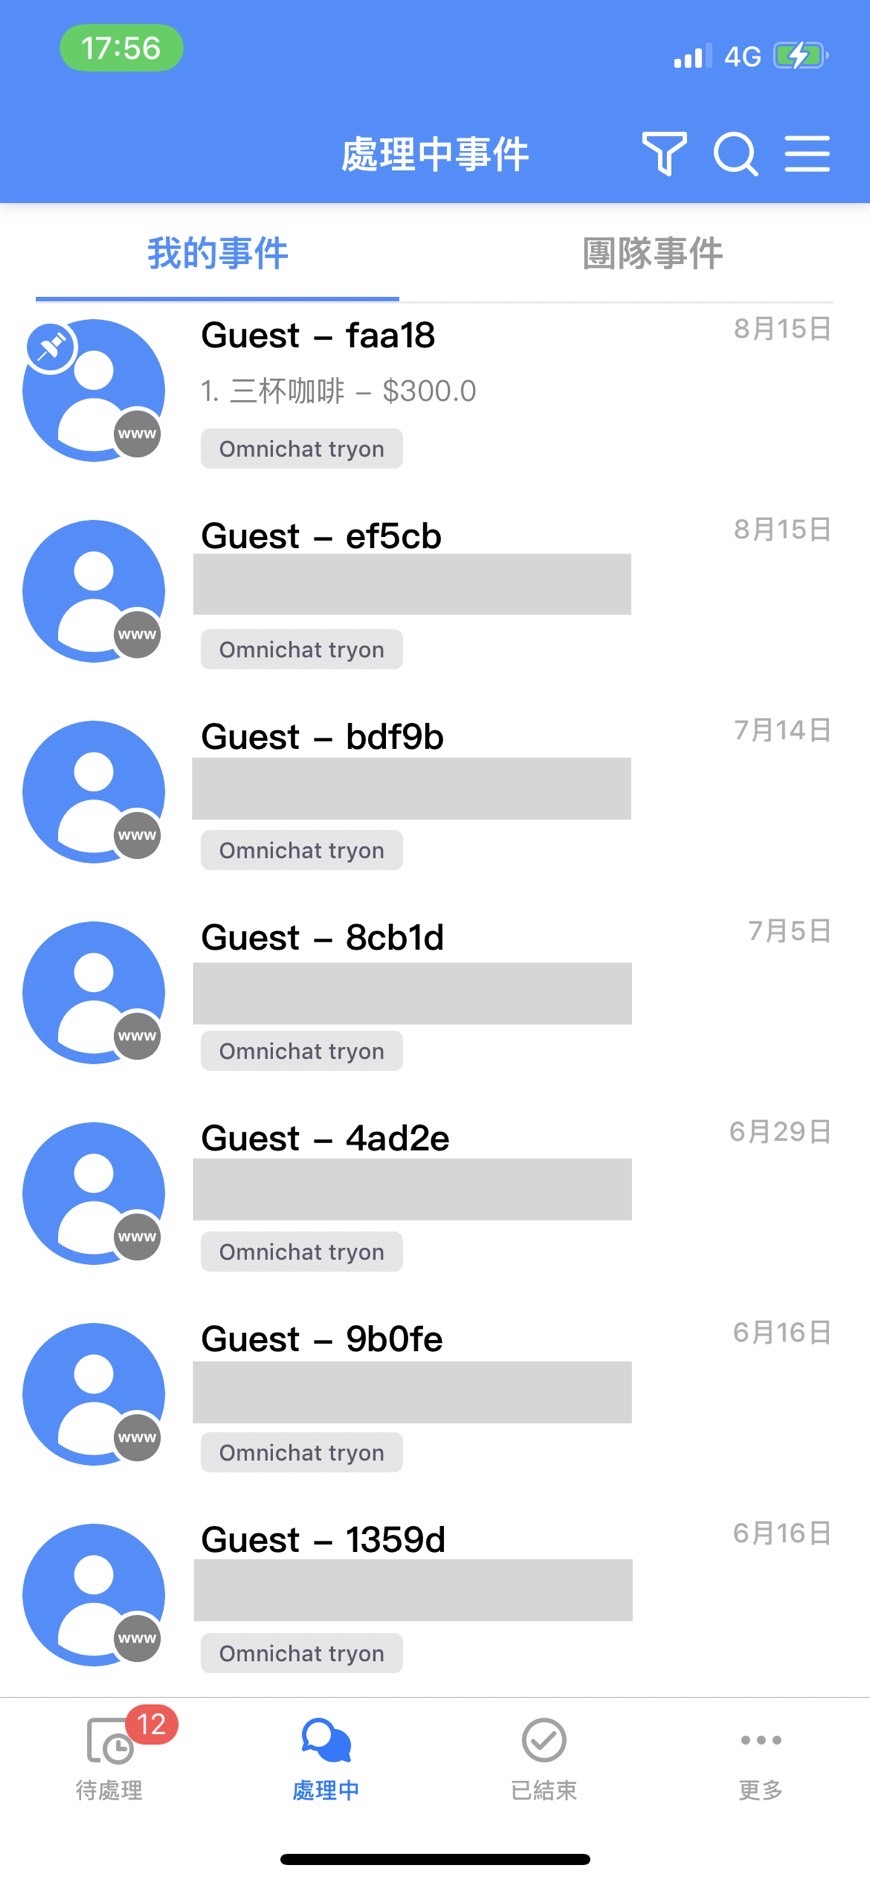 17:56
4G
處理中事件
我的事件
團隊事件
Guest – faa18
8月15日
1. 三杯咖啡 – $300.0
www
Omnichat tryon
Guest – ef5cb
8月15日
www
Omnichat tryon
Guest – bdf9b
7月14日
www
Omnichat tryon
Guest – 8cb1d
7月5日
www
Omnichat tryon
Guest – 4ad2e
6月29日
www
Omnichat tryon
Guest – 9b0fe
6月16日
www
Omnichat tryon
Guest – 1359d
6月16日
www
Omnichat tryon
12
待處理
處理中
已結束
更多